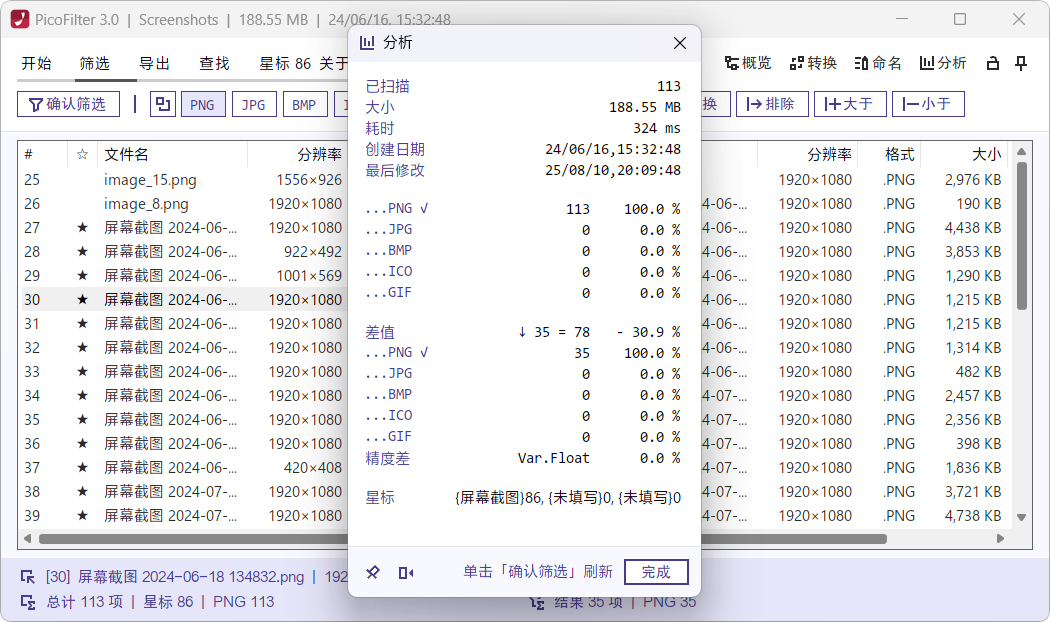 PicoFilter 3.0 | Screenshots | 188.55 MB | 24/06/16, 15:32:48
开始 筛选 导出 查找 星标 86 关于 概览 转换 命名 分析
确认筛选 PNG JPG BMP 换 排除 大于 小于
# ☆ 文件名 分辨率 分辨率 格式 大小
25 image_15.png 1556×926 1920×1080 .PNG 2,976 KB
26 image_8.png 1920×1080 4-06-... 1920×1080 .PNG 190 KB
27 ★ 屏幕截图 2024-06-... 1920×1080 4-06-... 1920×1080 .PNG 4,438 KB
28 ★ 屏幕截图 2024-06-... 922×492 4-06-... 1920×1080 .PNG 3,853 KB
29 ★ 屏幕截图 2024-06-... 1001×569 4-06-... 1920×1080 .PNG 1,290 KB
30 ★ 屏幕截图 2024-06-... 1920×1080 4-06-... 1920×1080 .PNG 1,215 KB
31 ★ 屏幕截图 2024-06-... 1920×1080 4-06-... 1920×1080 .PNG 1,215 KB
32 ★ 屏幕截图 2024-06-... 1920×1080 4-06-... 1920×1080 .PNG 1,314 KB
33 ★ 屏幕截图 2024-06-... 1920×1080 4-06-... 1920×1080 .PNG 482 KB
34 ★ 屏幕截图 2024-06-... 1920×1080 4-07-... 1920×1080 .PNG 2,457 KB
35 ★ 屏幕截图 2024-06-... 1920×1080 4-07-... 1920×1080 .PNG 2,356 KB
36 ★ 屏幕截图 2024-06-... 1920×1080 4-07-... 1920×1080 .PNG 398 KB
37 ★ 屏幕截图 2024-06-... 420×408 4-07-... 1920×1080 .PNG 1,836 KB
38 ★ 屏幕截图 2024-07-... 1920×1080 4-07-... 1920×1080 .PNG 3,721 KB
39 ★ 屏幕截图 2024-07-... 1920×1080 4-07-... 1920×1080 .PNG 4,738 KB
[30] 屏幕截图 2024-06-18 134832.png | 192
总计 113 项 | 星标 86 | PNG 113 结果 35 项 | PNG 35
分析
已扫描 113
大小 188.55 MB
耗时 324 ms
创建日期 24/06/16,15:32:48
最后修改 25/08/10,20:09:48
...PNG √ 113 100.0 %
...JPG 0 0.0 %
...BMP 0 0.0 %
...ICO 0 0.0 %
...GIF 0 0.0 %
差值 ↓ 35 = 78 - 30.9 %
...PNG √ 35 100.0 %
...JPG 0 0.0 %
...BMP 0 0.0 %
...ICO 0 0.0 %
...GIF 0 0.0 %
精度差 Var.Float 0.0 %
星标 {屏幕截图}86, {未填写}0, {未填写}0
单击「确认筛选」刷新 完成